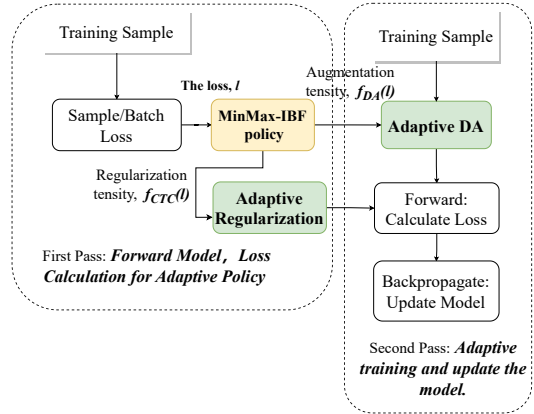 Training Sample
The loss, l
Sample/Batch
Loss
MinMax-IBF
policy
Regularization
tensity, f_CTC(l)
Adaptive
Regularization
First Pass: Forward Model, Loss
Calculation for Adaptive Policy
Training Sample
Augmentation
tensity, f_DA(l)
Adaptive DA
Forward:
Calculate Loss
Backpropagate:
Update Model
Second Pass: Adaptive
training and update the
model.